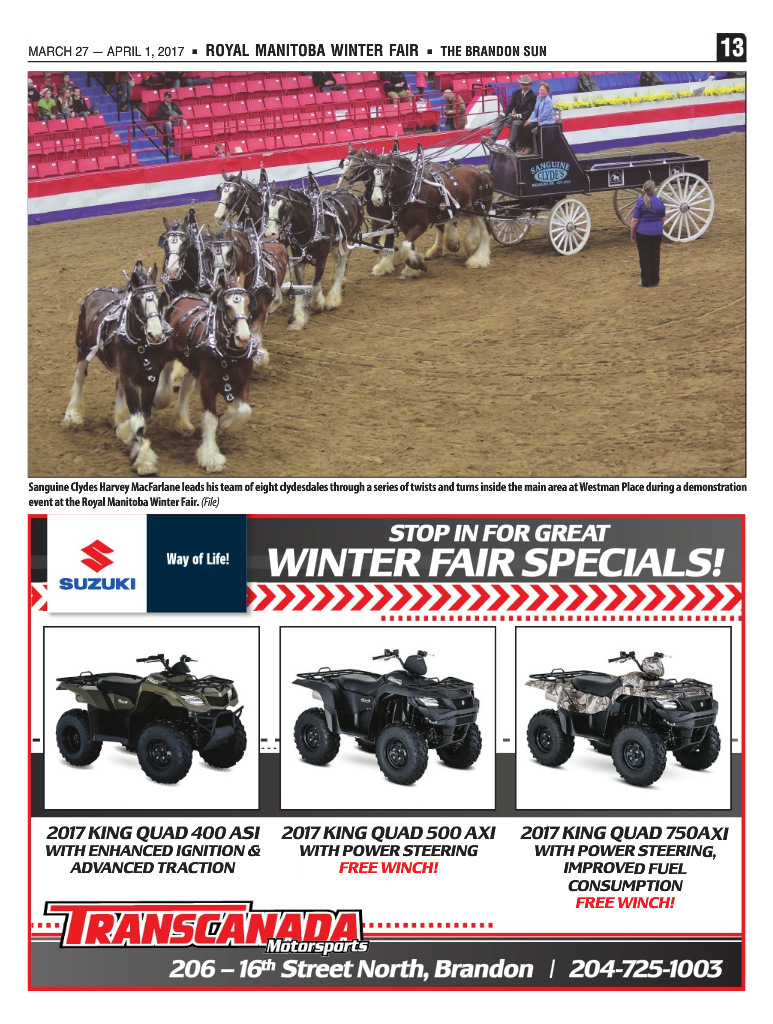 MARCH 27 — APRIL 1, 2017 ▪ ROYAL MANITOBA WINTER FAIR ▪ THE BRANDON SUN
13
SANGUINE
CLYDES
Sanguine Clydes Harvey MacFarlane leads his team of eight clydesdales through a series of twists and turns inside the main area at Westman Place during a demonstration
event at the Royal Manitoba Winter Fair. (File)
SUZUKI
Way of Life!
STOP IN FOR GREAT
WINTER FAIR SPECIALS!
2017 KING QUAD 400 ASI
WITH ENHANCED IGNITION &
ADVANCED TRACTION
2017 KING QUAD 500 AXI
WITH POWER STEERING
FREE WINCH!
2017 KING QUAD 750AXI
WITH POWER STEERING,
IMPROVED FUEL
CONSUMPTION
FREE WINCH!
TRANSCANADA
Motorsports
206 – 16th Street North, Brandon | 204-725-1003